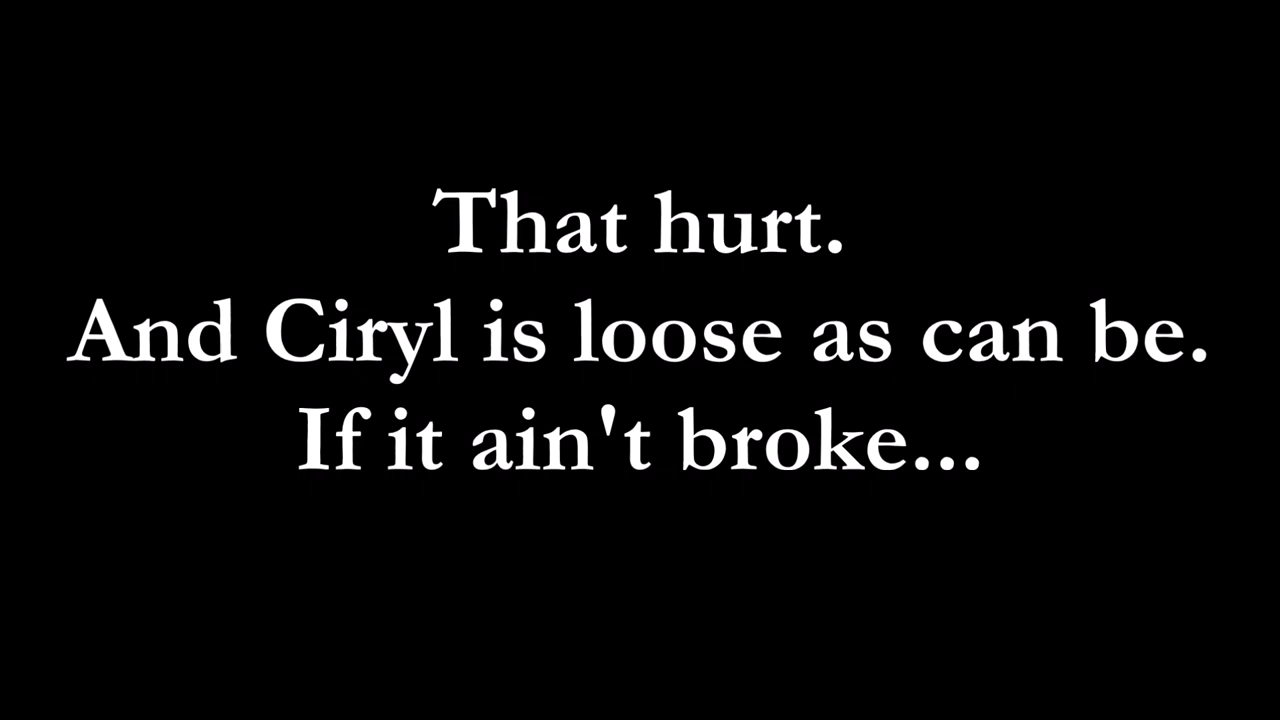 That hurt.
And Ciryl is loose as can be.
If it ain't broke...